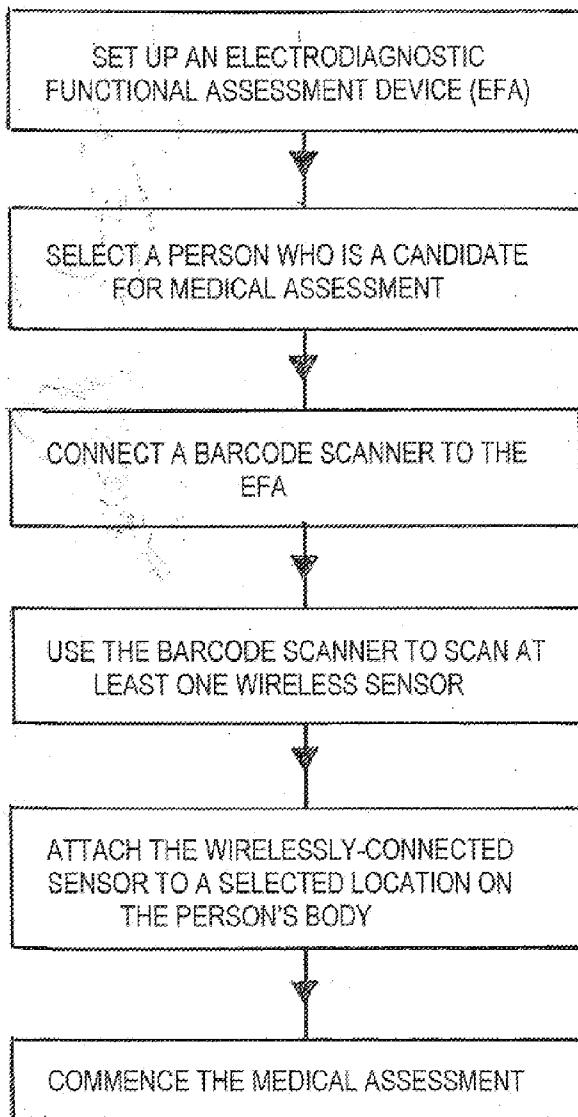 SET UP AN ELECTRODIAGNOSTIC
FUNCTIONAL ASSESSMENT DEVICE (EFA)
SELECT A PERSON WHO IS A CANDIDATE
FOR MEDICAL ASSESSMENT
CONNECT A BARCODE SCANNER TO THE
EFA
USE THE BARCODE SCANNER TO SCAN AT
LEAST ONE WIRELESS SENSOR
ATTACH THE WIRELESSLY-CONNECTED
SENSOR TO A SELECTED LOCATION ON
THE PERSON'S BODY
COMMENCE THE MEDICAL ASSESSMENT